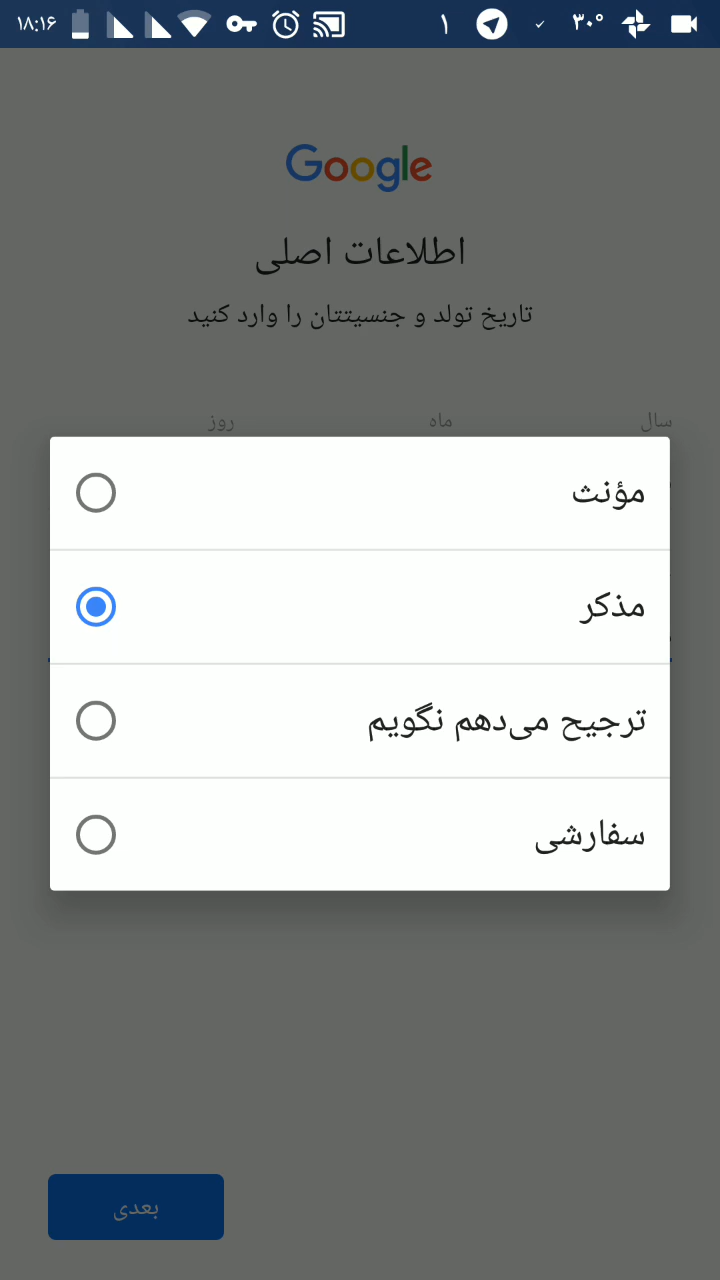 ۱۸:۱۶ ۱ ۳۰°
Google
اطلاعات اصلی
تاریخ تولد و جنسیتتان را وارد کنید
سال ماه روز
مؤنث
مذکر
ترجیح می‌دهم نگویم
سفارشی
بعدی